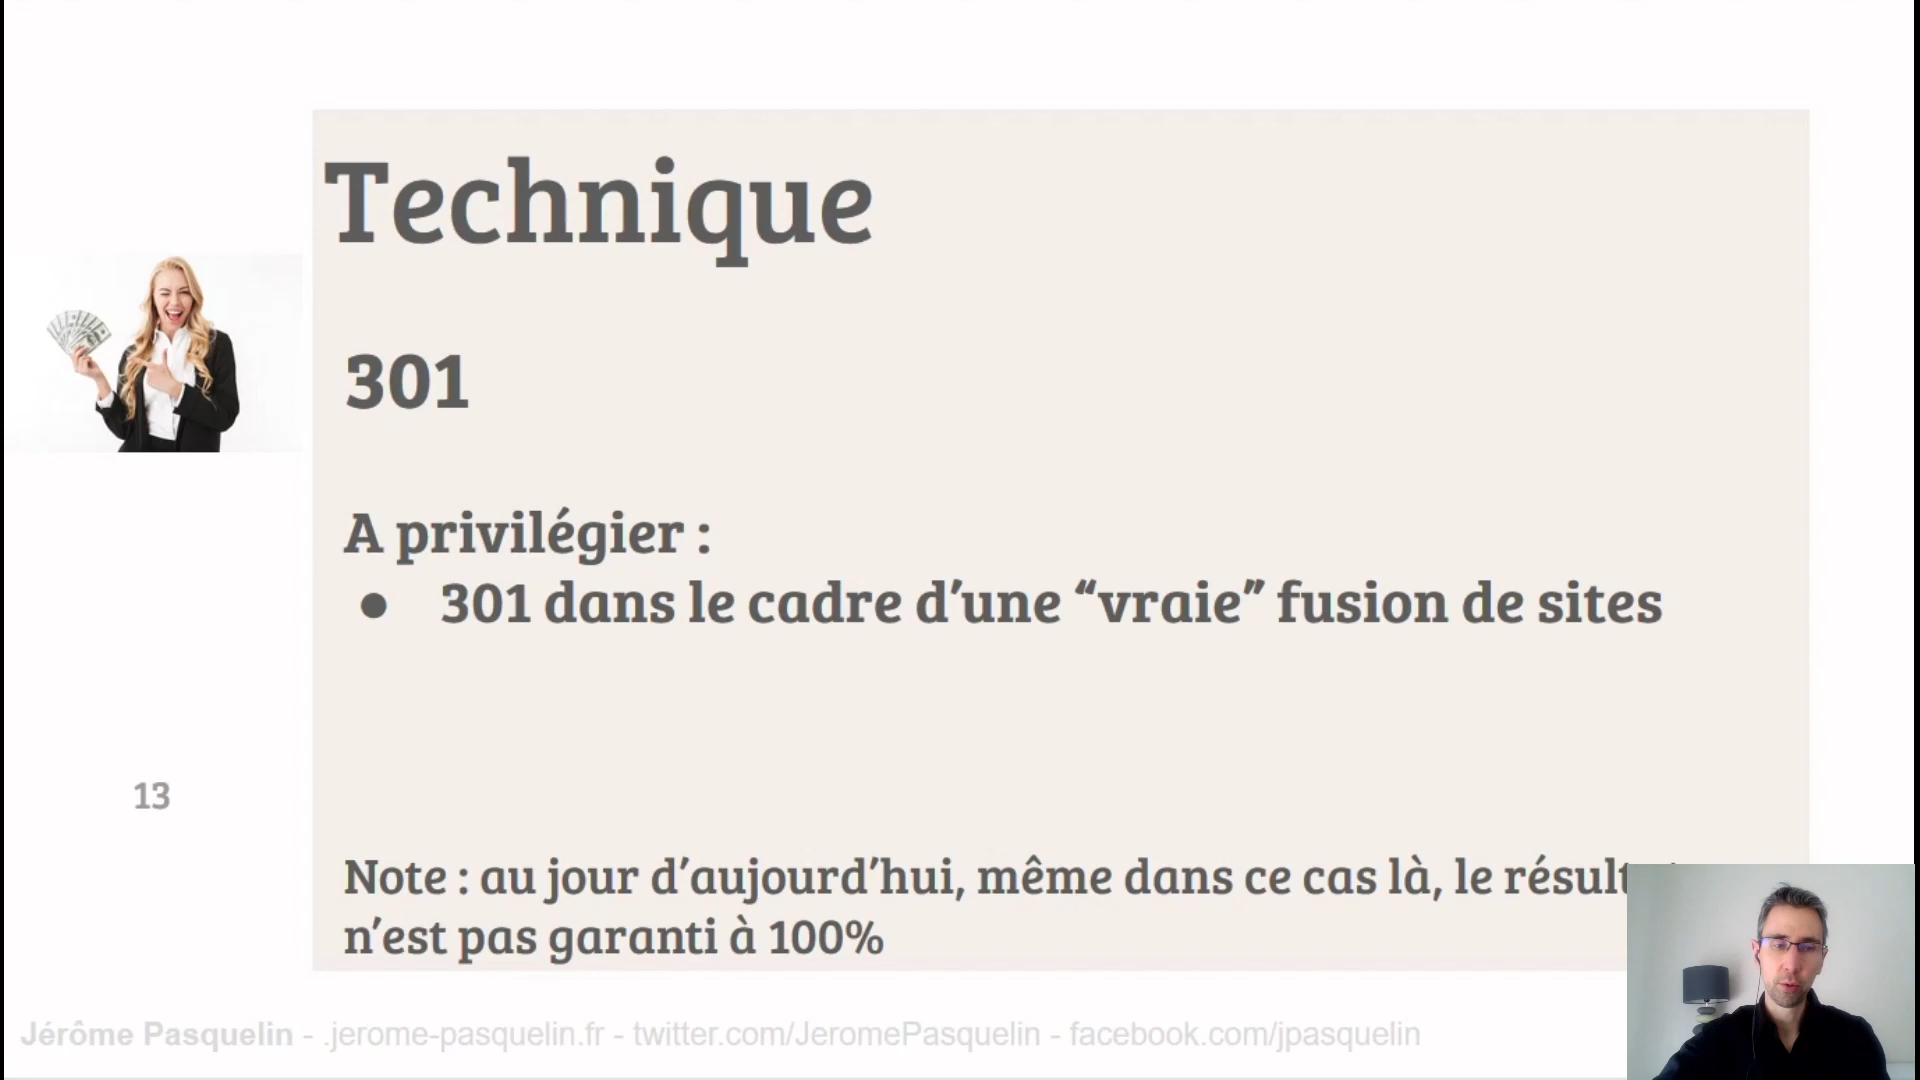 Technique
301
A privilégier :
● 301 dans le cadre d’une “vraie” fusion de sites
13
Note : au jour d’aujourd’hui, même dans ce cas là, le
n’est pas garanti à 100%
Jérôme Pasquelin - .jerome-pasquelin.fr - twitter.com/JeromePasquelin - facebook.com/jpasquelin